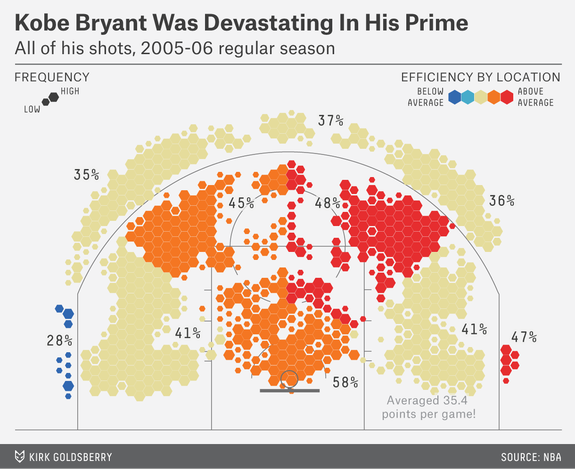 Kobe Bryant Was Devastating In His Prime
All of his shots, 2005-06 regular season
FREQUENCY
HIGH
LOW
EFFICIENCY BY LOCATION
BELOW
AVERAGE
ABOVE
AVERAGE
37%
35%
36%
45%
48%
28%
41%
41%
47%
58%
Averaged 35.4
points per game!
KIRK GOLDSBERRY
SOURCE: NBA